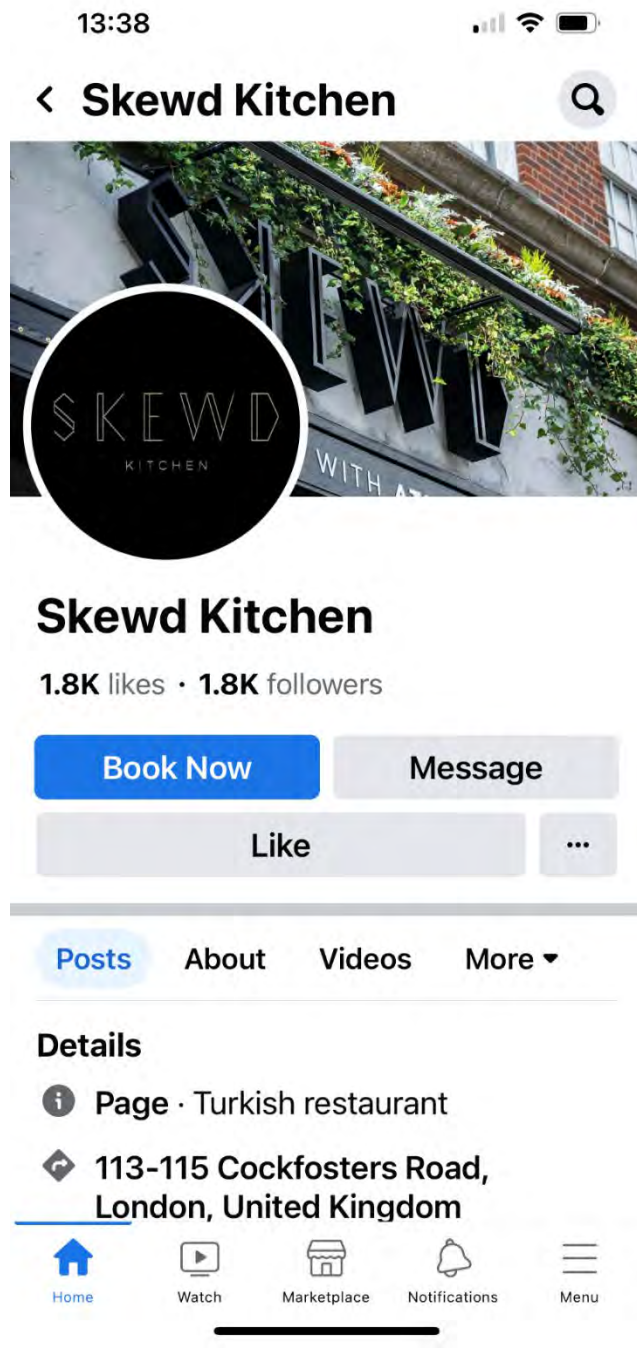 13:38
Skewd Kitchen
SKEWD
WITH
SKEWD
KITCHEN
Skewd Kitchen
1.8K likes · 1.8K followers
Book Now
Message
Like
Posts
About
Videos
More
Details
Page · Turkish restaurant
113-115 Cockfosters Road,
London, United Kingdom
Home
Watch
Marketplace
Notifications
Menu